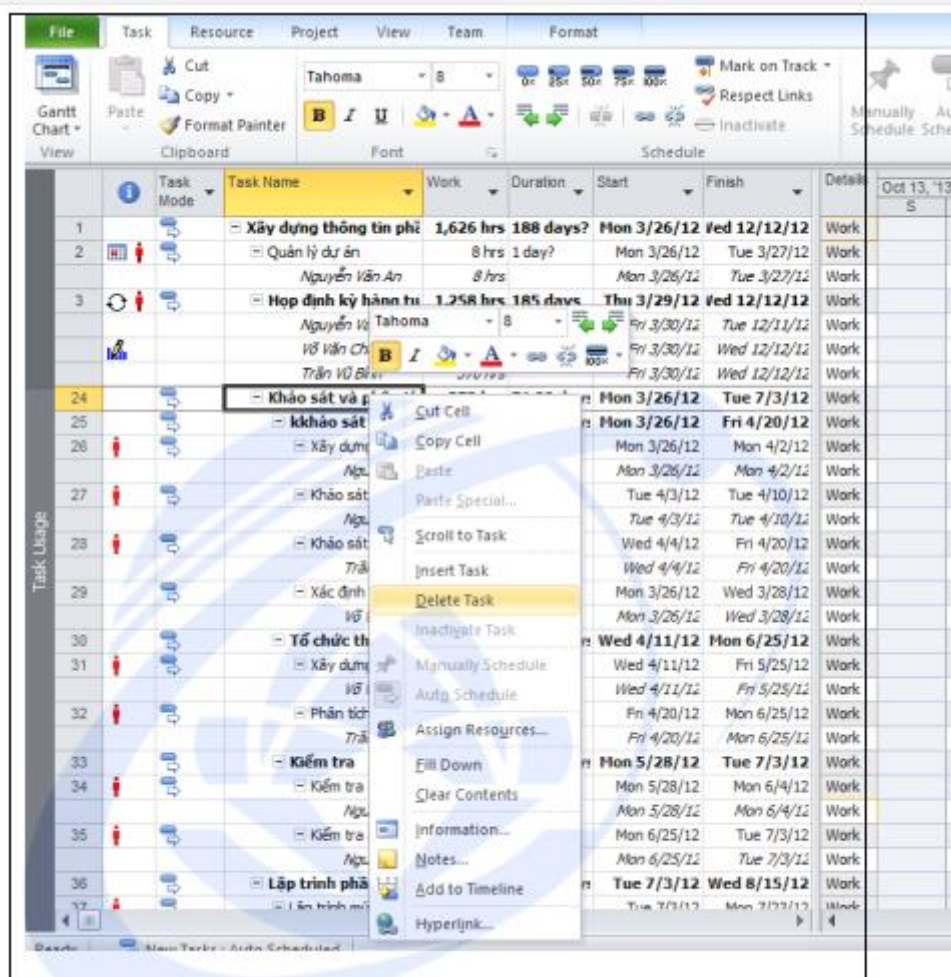 File Task Resource Project View Team Format
Cut
Copy
Format Painter
Paste
Gantt
Chart
Tahoma 8
B I U A
0x 25x 50x 75x 100x
Mark on Track
Respect Links
Inactivate
View Clipboard Font Schedule
Task Mode Task Name Work Duration Start Finish Details Oct 13, '13
S
1 Xây dựng thông tin 1,626 hrs 188 days? Mon 3/26/12 12/12/12 Work
2 Quản lý dự án 8 hrs 1 day? Mon 3/26/12 Tue 3/27/12 Work
Nguyễn Văn An 8 hrs Mon 3/26/12 Tue 3/27/12 Work
3 Họp định kỳ hàng 1,258 hrs 185 days Thu 3/29/12 12/12/12 Work
Nguyễn Fri 3/30/12 Tue 12/11/12 Work
Võ Văn Fri 3/30/12 Wed 12/12/12 Work
Trần Vũ Fri 3/30/12 Wed 12/12/12 Work
Tahoma 8
B I A 100x
24 Khảo sát và Mon 3/26/12 Tue 7/3/12 Work
25 kkhảo sát Mon 3/26/12 Fri 4/20/12 Work
26 Xây Mon 3/26/12 Mon 4/2/12 Work
Mon 3/26/12 Mon 4/2/12 Work
27 Khảo sát Tue 4/3/12 Tue 4/10/12 Work
Tue 4/3/12 Tue 4/10/12 Work
28 Khảo sát Wed 4/4/12 Fri 4/20/12 Work
Wed 4/4/12 Fri 4/20/12 Work
29 Xác định Mon 3/26/12 Wed 3/28/12 Work
Mon 3/26/12 Wed 3/28/12 Work
30 Tổ chức Wed 4/11/12 Mon 6/25/12 Work
31 Xây Wed 4/11/12 Fri 5/25/12 Work
Wed 4/11/12 Fri 5/25/12 Work
32 Phân tích Fri 4/20/12 Mon 6/25/12 Work
Fri 4/20/12 Mon 6/25/12 Work
33 Kiểm tra Mon 5/28/12 Tue 7/3/12 Work
34 Kiểm tra Mon 5/28/12 Mon 6/4/12 Work
Mon 5/28/12 Mon 6/4/12 Work
35 Kiểm tra Mon 6/25/12 Tue 7/3/12 Work
Mon 6/25/12 Tue 7/3/12 Work
36 Lập trình Tue 7/3/12 Wed 8/15/12 Work
Cut Cell
Copy Cell
Paste
Paste Special...
Scroll to Task
Insert Task
Delete Task
Inactivate Task
Manually Schedule
Auto Schedule
Assign Resources...
Fill Down
Clear Contents
Information...
Notes...
Add to Timeline
Hyperlink...
Task Usage
New Tasks : Auto Scheduled